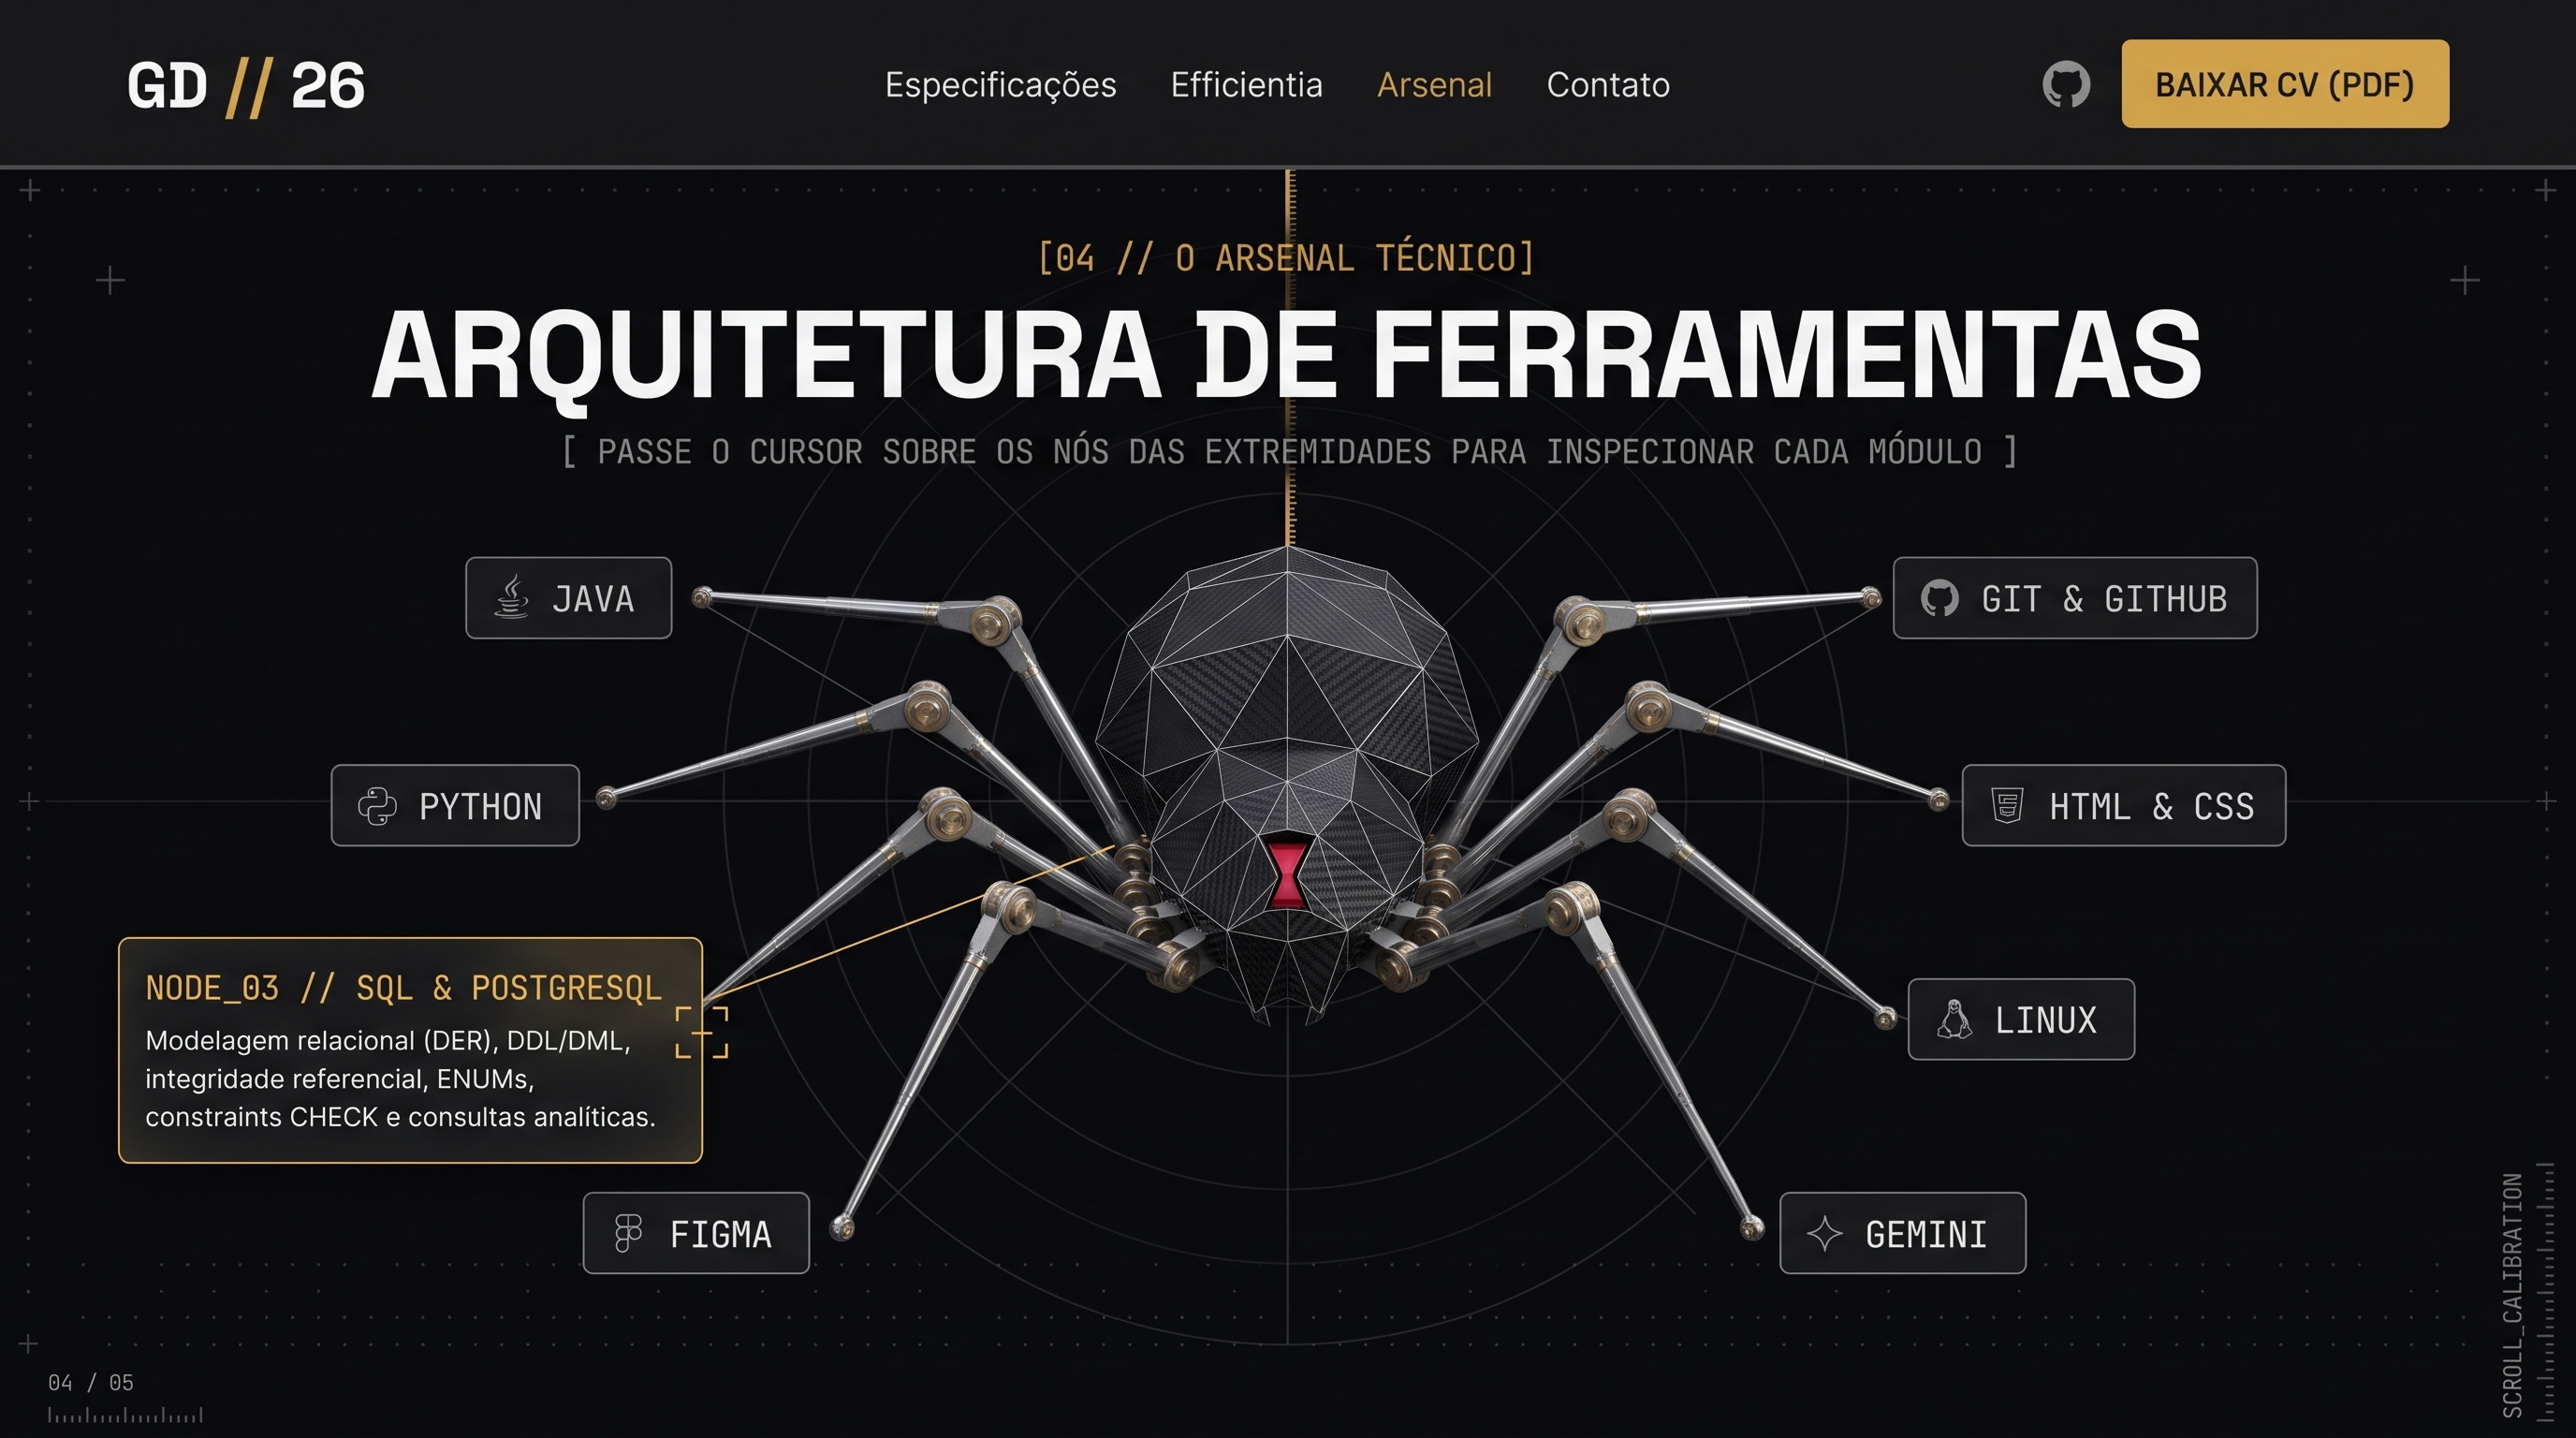 GD // 26
Especificações
Efficientia
Arsenal
Contato
BAIXAR CV (PDF)
[04 // O ARSENAL TÉCNICO]
ARQUITETURA DE FERRAMENTAS
[ PASSE O CURSOR SOBRE OS NÓS DAS EXTREMIDADES PARA INSPECIONAR CADA MÓDULO ]
JAVA
GIT & GITHUB
PYTHON
HTML & CSS
NODE_03 // SQL & POSTGRESQL
Modelagem relacional (DER), DDL/DML,
integridade referencial, ENUMs,
constraints CHECK e consultas analíticas.
LINUX
FIGMA
GEMINI
04 / 05
SCROLL_CALIBRATION